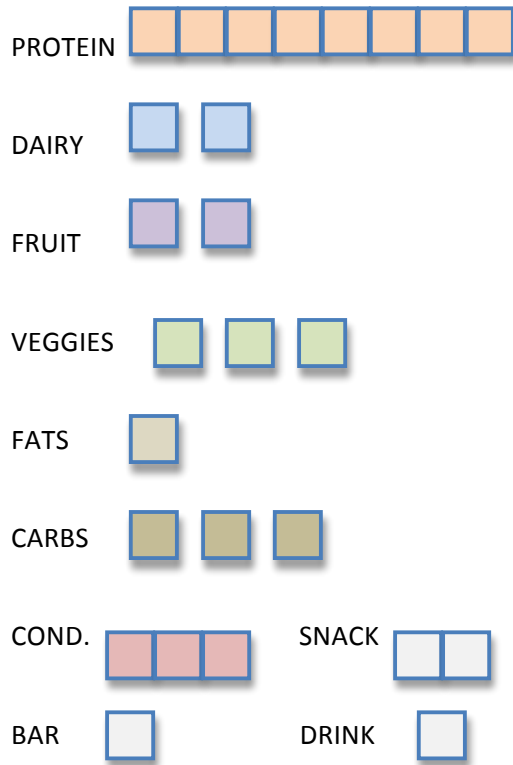 PROTEIN
DAIRY
FRUIT
VEGGIES
FATS
CARBS
COND. SNACK
BAR DRINK